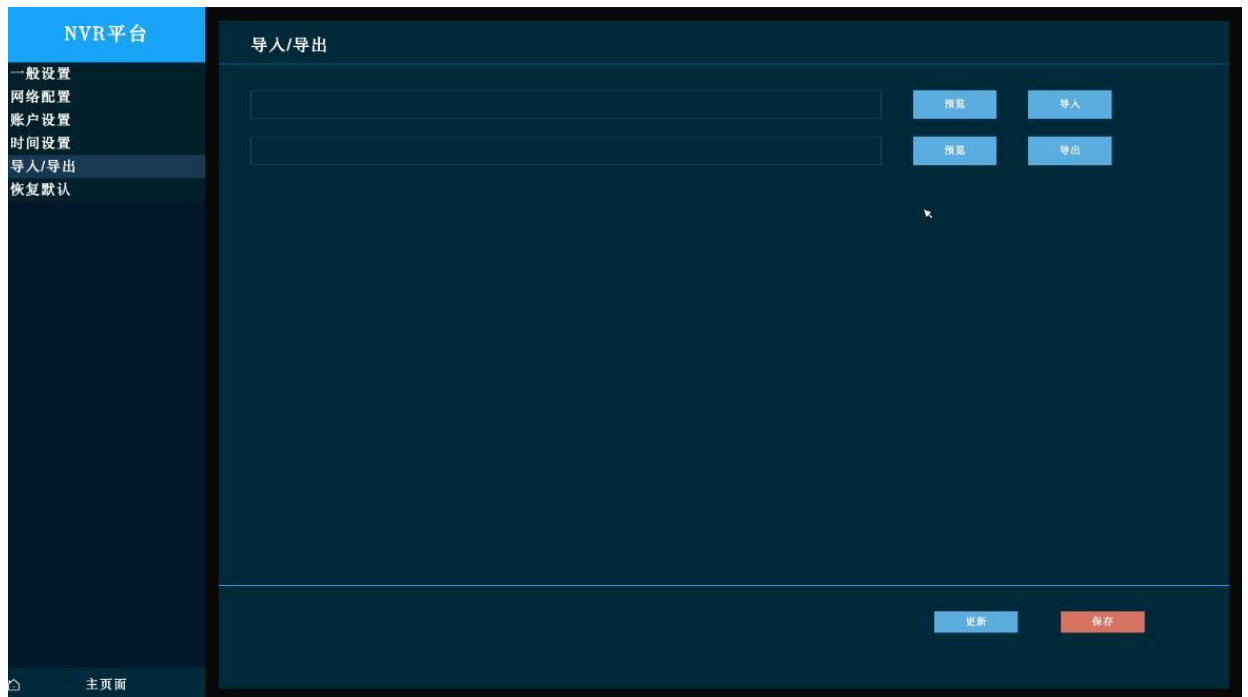 NVR平台
一般设置
网络配置
账户设置
时间设置
导入/导出
恢复默认
主页面
导入/导出
预览 导入
预览 导出
更新 保存